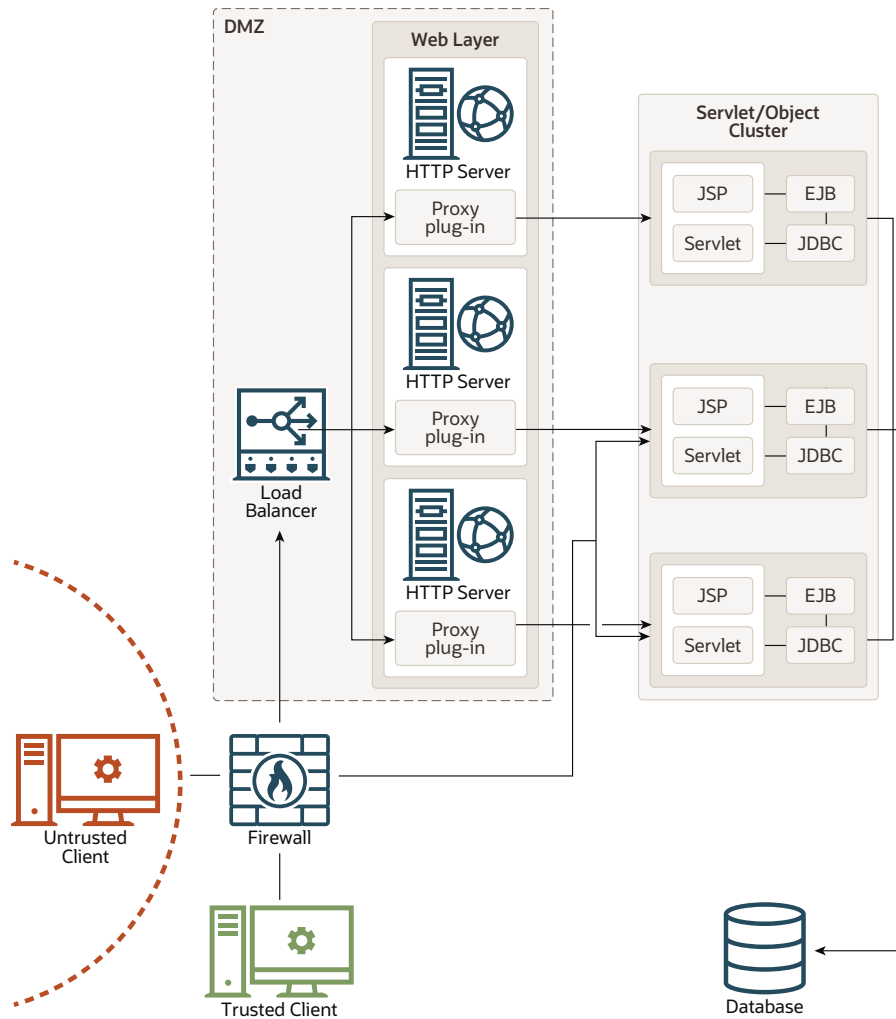 DMZ
Web Layer
HTTP Server
Proxy
plug-in
HTTP Server
Proxy
plug-in
HTTP Server
Proxy
plug-in
Load
Balancer
Servlet/Object
Cluster
JSP
EJB
Servlet
JDBC
JSP
EJB
Servlet
JDBC
JSP
EJB
Servlet
JDBC
Untrusted
Client
Firewall
Trusted Client
Database